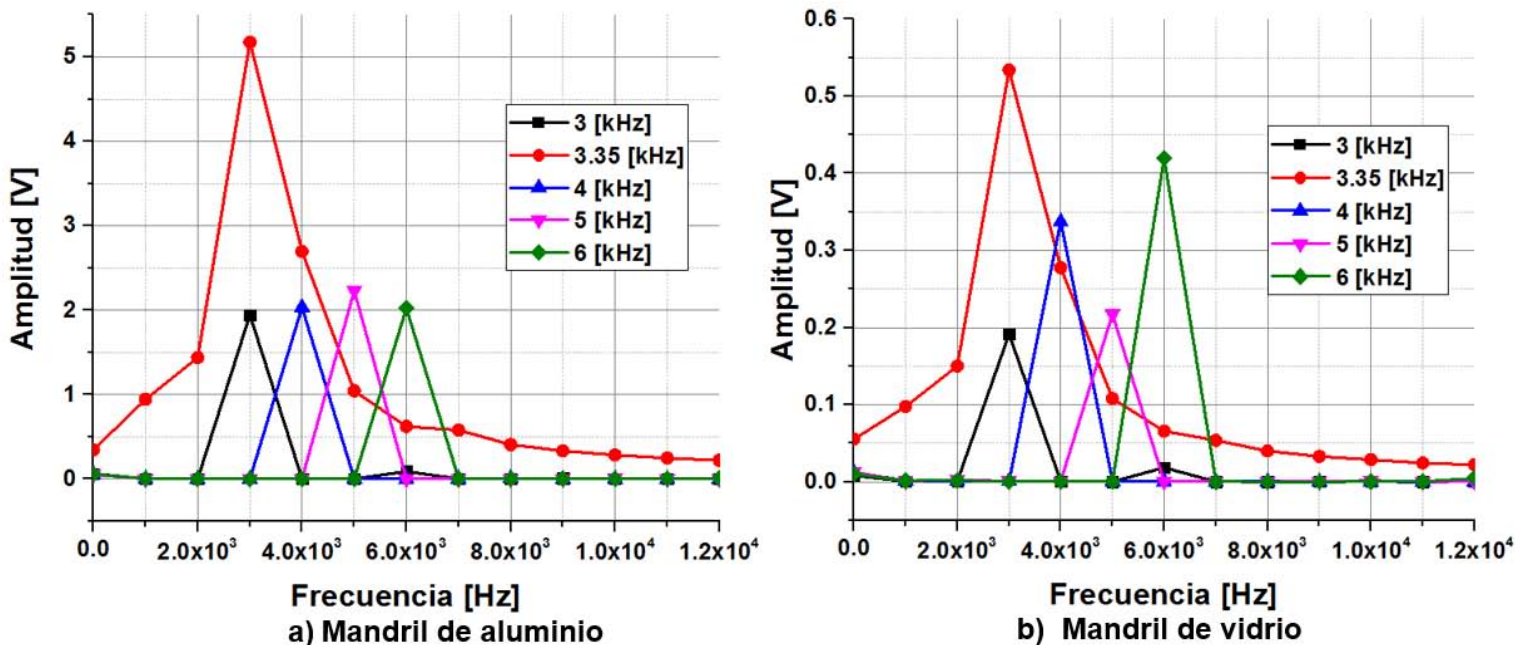 Amplitud [V]
5
4
3
2
1
0
3 [kHz]
3.35 [kHz]
4 [kHz]
5 [kHz]
6 [kHz]
0.0 2.0x10³ 4.0x10³ 6.0x10³ 8.0x10³ 1.0x10⁴ 1.2x10⁴
Frecuencia [Hz]
a) Mandril de aluminio
Amplitud [V]
0.6
0.5
0.4
0.3
0.2
0.1
0.0
3 [kHz]
3.35 [kHz]
4 [kHz]
5 [kHz]
6 [kHz]
0.0 2.0x10³ 4.0x10³ 6.0x10³ 8.0x10³ 1.0x10⁴ 1.2x10⁴
Frecuencia [Hz]
b) Mandril de vidrio